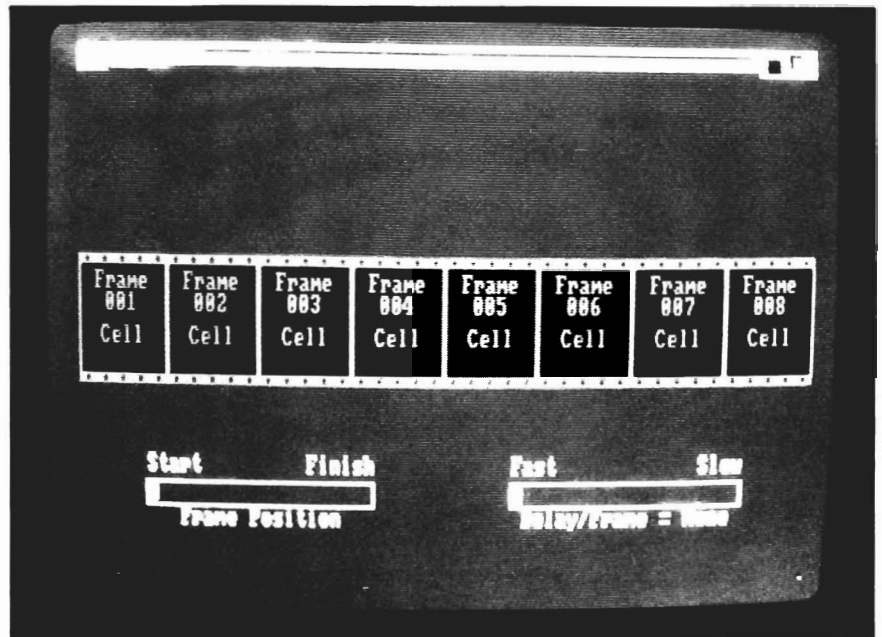 Frame Frame Frame Frame Frame Frame Frame Frame
001 002 003 004 005 006 007 008
Cell Cell Cell Cell Cell Cell Cell Cell
Start Finish Fast Slow
Frame Position Delay/Frame = None